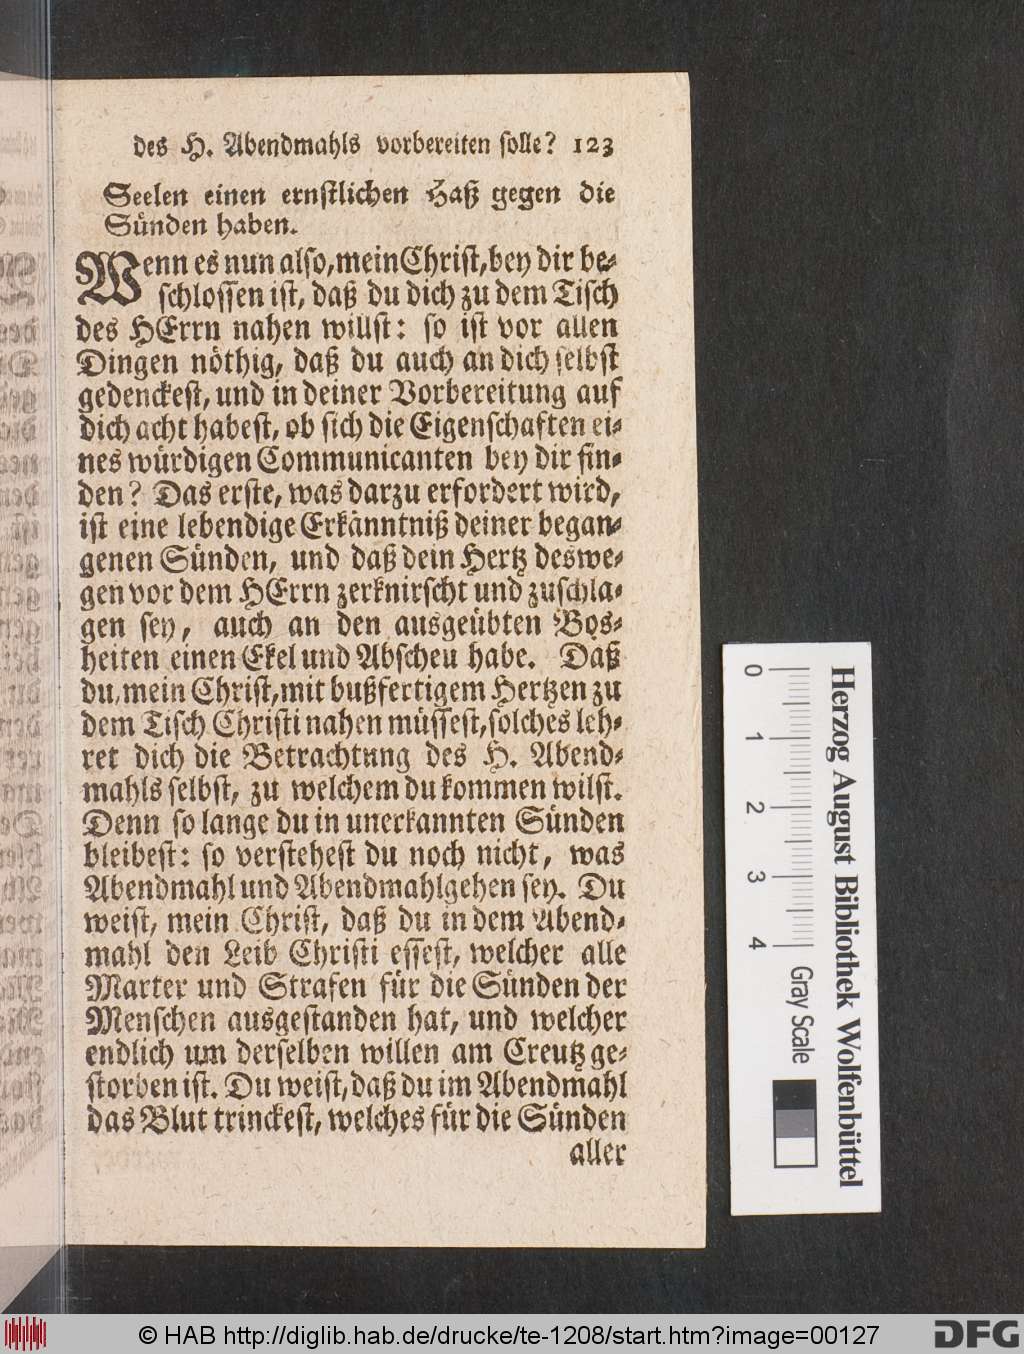 des H. Abendmahls vorbereiten solle? 123
Seelen einen ernstlichen Haß gegen die
Sünden haben.
Wenn es nun also, mein Christ, bey dir be-
schlossen ist, daß du dich zu dem Tisch
des HErrn nahen willst: so ist vor allen
Dingen nöthig, daß du auch an dich selbst
gedenckest, und in deiner Vorbereitung auf
dich acht habest, ob sich die Eigenschaften ei-
nes würdigen Communicanten bey dir fin-
den? Das erste, was darzu erfordert wird,
ist eine lebendige Erkänntniß deiner began-
genen Sünden, und daß dein Hertz deswe-
gen vor dem HErrn zerknirscht und zuschla-
gen sey, auch an den ausgeübten Bos-
heiten einen Ekel und Abscheu habe. Daß
du, mein Christ, mit bußfertigem Hertzen zu
dem Tisch Christi nahen müssest, solches leh-
ret dich die Betrachtung des H. Abend-
mahls selbst, zu welchem du kommen wilst.
Denn so lange du in unerkannten Sünden
bleibest: so verstehest du noch nicht, was
Abendmahl und Abendmahlgehen sey. Du
weist, mein Christ, daß du in dem Abend-
mahl den Leib Christi essest, welcher alle
Marter und Strafen für die Sünden der
Menschen ausgestanden hat, und welcher
endlich um derselben willen am Creutz ge-
storben ist. Du weist, daß du im Abendmahl
das Blut trinckest, welches für die Sünden
aller
Herzog August Bibliothek Wolfenbüttel
0 1 2 3 4 Gray Scale
© HAB http://diglib.hab.de/drucke/te-1208/start.htm?image=00127
DFG